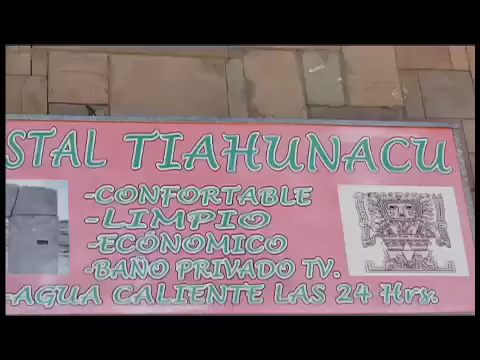 STAL TIAHUNACU
-CONFORTABLE
-LIMPIO
-ECÓNOMICO
-BAÑO PRIVADO TV.
-AGUA CALIENTE LAS 24 Hrs.